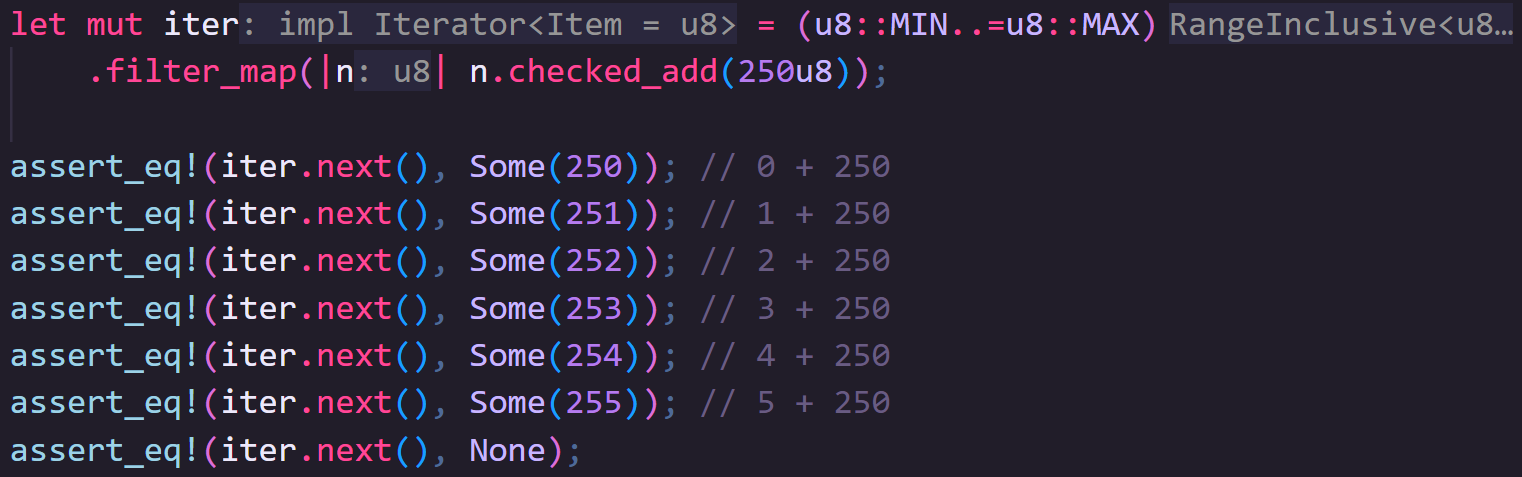 let mut iter: impl Iterator<Item = u8> = (u8::MIN..=u8::MAX) RangeInclusive<u8…
    .filter_map(|n: u8| n.checked_add(250u8));

assert_eq!(iter.next(), Some(250)); // 0 + 250
assert_eq!(iter.next(), Some(251)); // 1 + 250
assert_eq!(iter.next(), Some(252)); // 2 + 250
assert_eq!(iter.next(), Some(253)); // 3 + 250
assert_eq!(iter.next(), Some(254)); // 4 + 250
assert_eq!(iter.next(), Some(255)); // 5 + 250
assert_eq!(iter.next(), None);